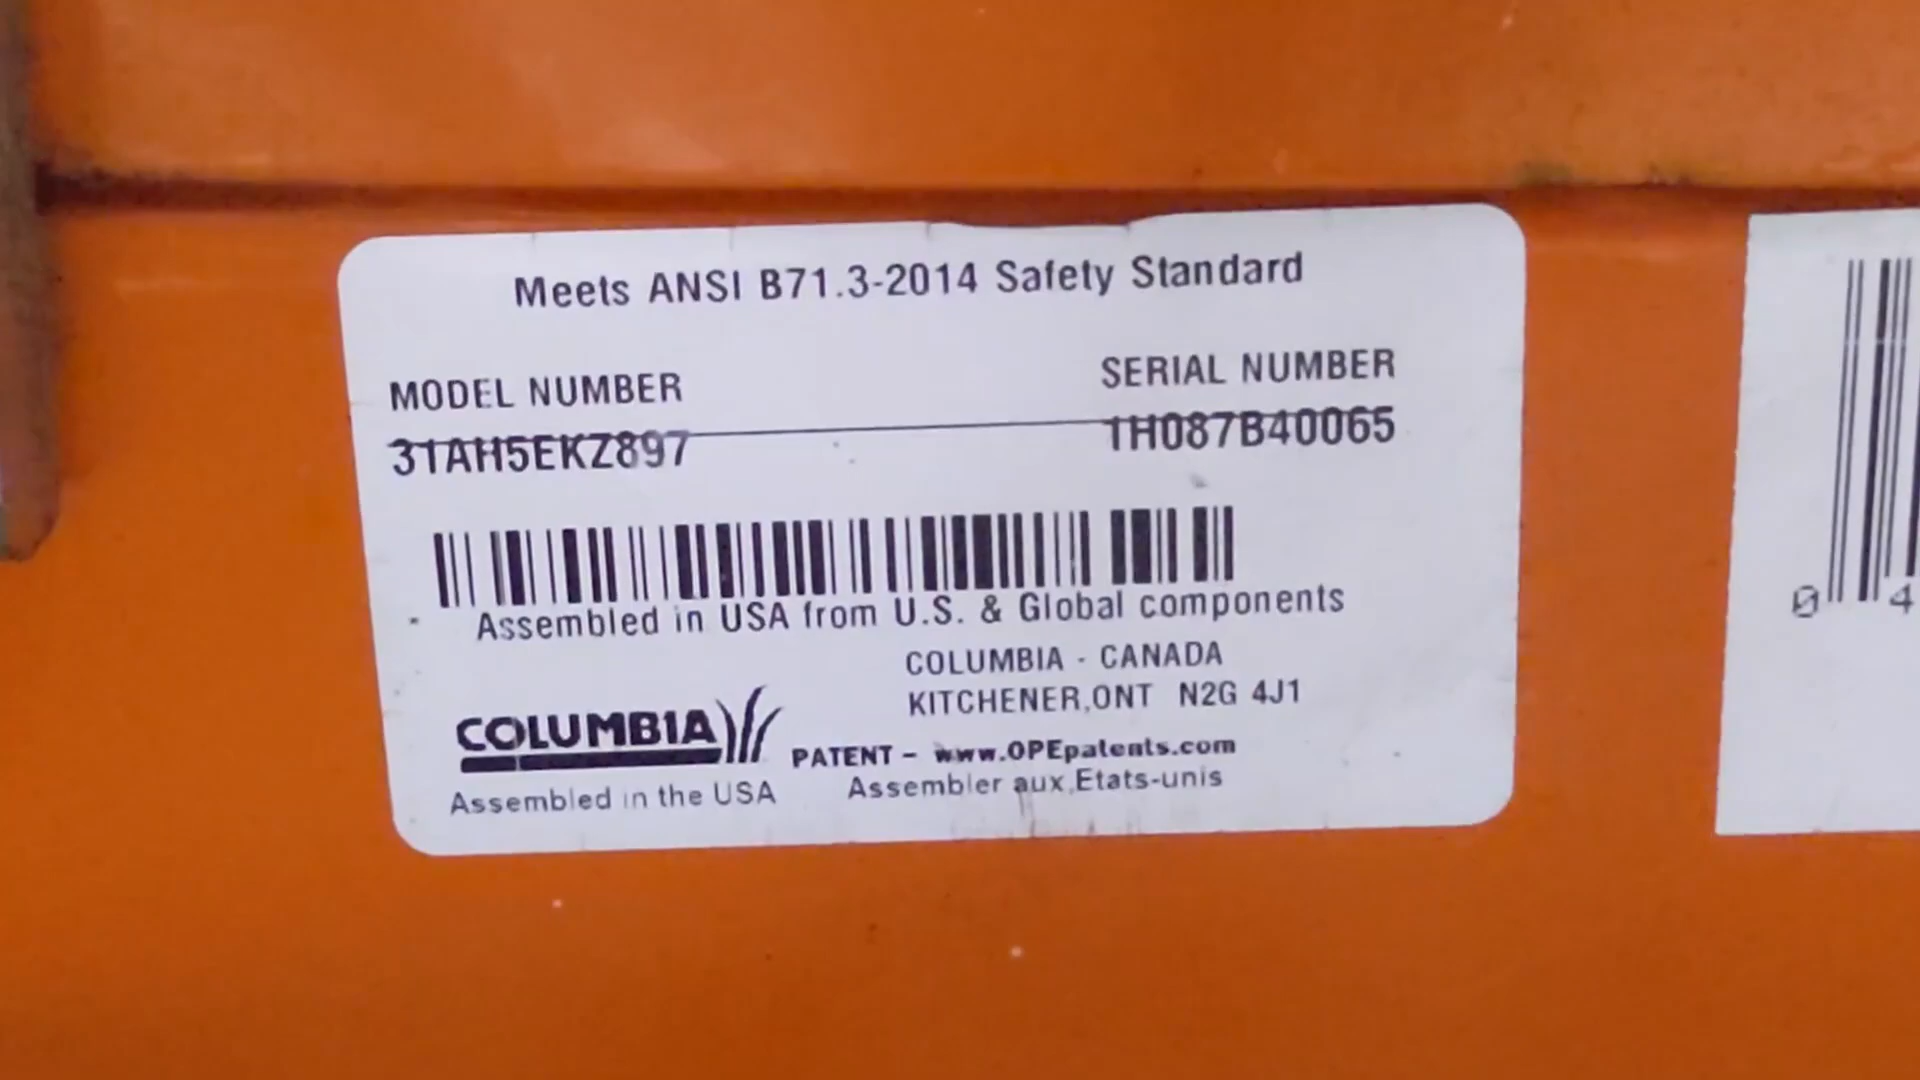 Meets ANSI B71.3-2014 Safety Standard
MODEL NUMBER SERIAL NUMBER
31AH5EKZ897 1H087B40065
Assembled in USA from U.S. & Global components
COLUMBIA - CANADA
KITCHENER,ONT N2G 4J1
COLUMBIA
PATENT - www.OPEpatents.com
Assembled in the USA Assembler aux Etats-unis
0 4